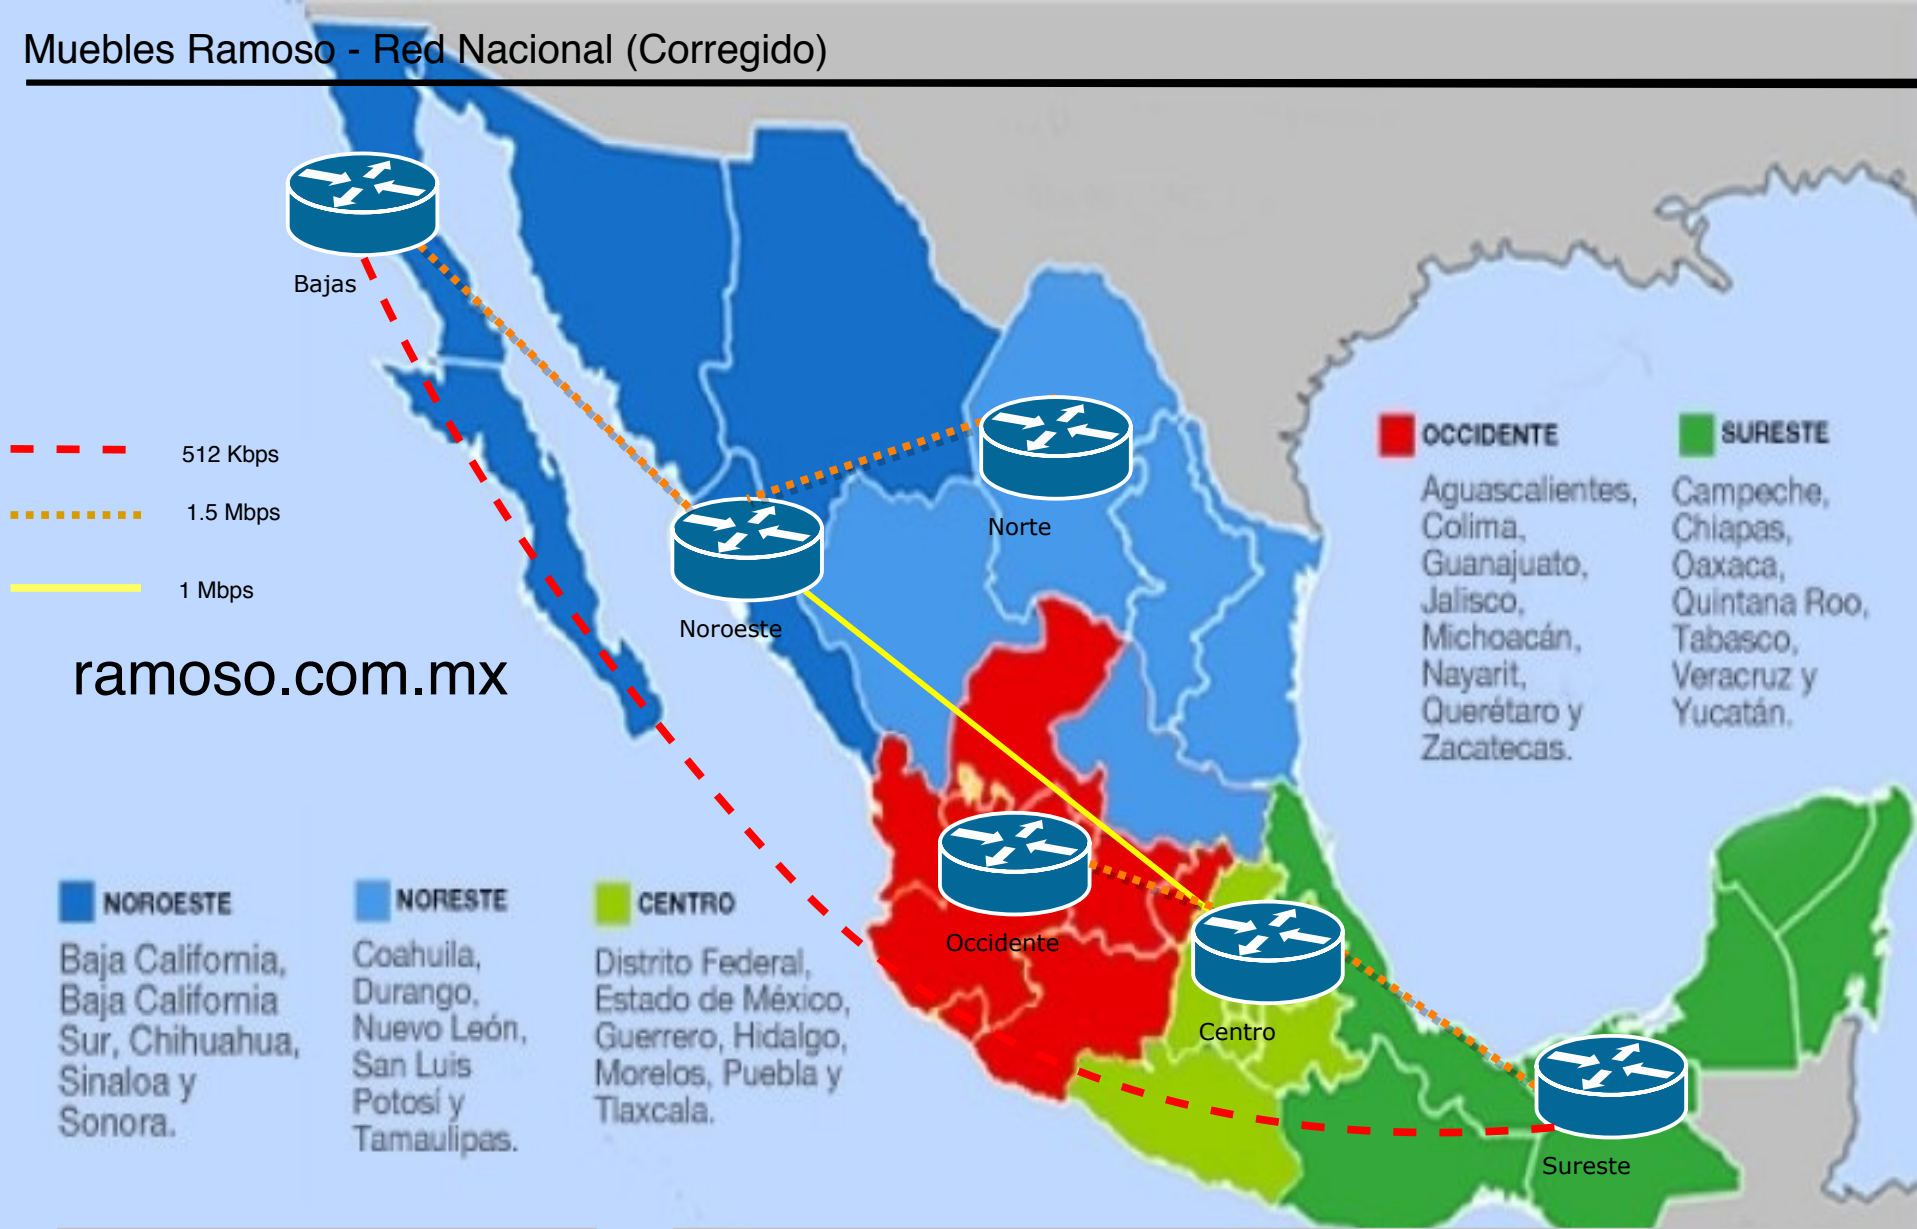 Muebles Ramoso - Red Nacional (Corregido)
Bajas
512 Kbps
1.5 Mbps
1 Mbps
ramoso.com.mx
Norte
Noroeste
Occidente
Centro
Sureste
OCCIDENTE
Aguascalientes,
Colima,
Guanajuato,
Jalisco,
Michoacán,
Nayarit,
Querétaro y
Zacatecas.
SURESTE
Campeche,
Chiapas,
Oaxaca,
Quintana Roo,
Tabasco,
Veracruz y
Yucatán.
NOROESTE
Baja California,
Baja California
Sur, Chihuahua,
Sinaloa y
Sonora.
NORESTE
Coahuila,
Durango,
Nuevo León,
San Luis
Potosí y
Tamaulipas.
CENTRO
Distrito Federal,
Estado de México,
Guerrero, Hidalgo,
Morelos, Puebla y
Tlaxcala.